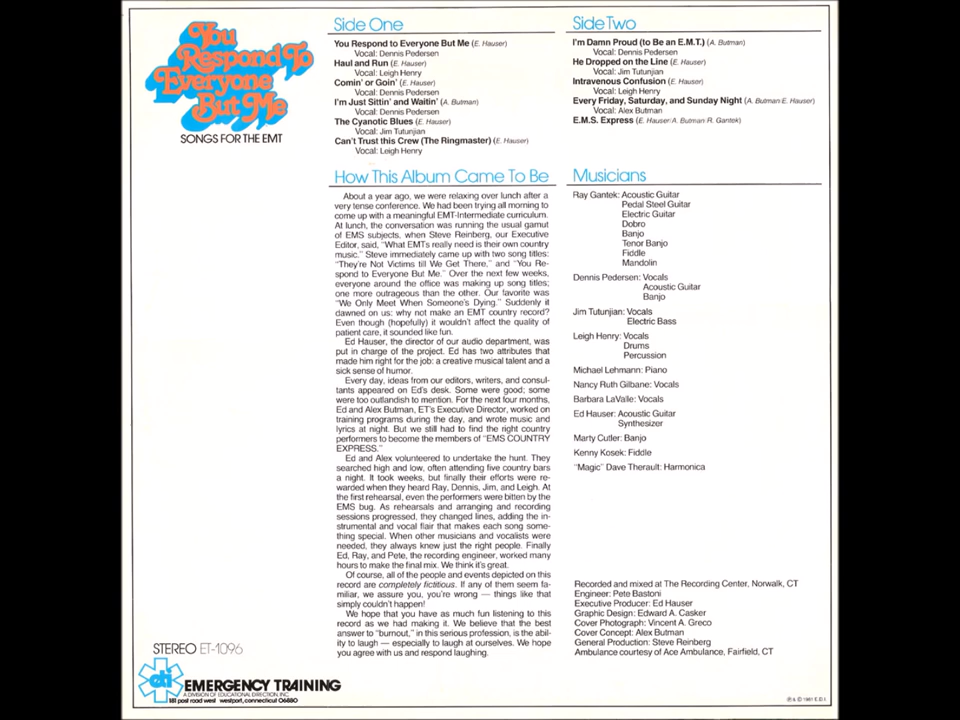 You
Respond To
Everyone
But Me
SONGS FOR THE EMT
Side One
You Respond to Everyone But Me (E. Hauser)
Vocal: Dennis Pedersen
Haul and Run (E. Hauser)
Vocal: Leigh Henry
Comin' or Goin' (E. Hauser)
Vocal: Dennis Pedersen
I'm Just Sittin' and Waitin' (A. Butman)
Vocal: Dennis Pedersen
The Cyanotic Blues (E. Hauser)
Vocal: Jim Tutunjian
Can't Trust this Crew (The Ringmaster) (E. Hauser)
Vocal: Leigh Henry
Side Two
I'm Damn Proud (to Be an E.M.T.) (A. Butman)
Vocal: Dennis Pedersen
He Dropped on the Line (E. Hauser)
Vocal: Jim Tutunjian
Intravenous Confusion (E. Hauser)
Vocal: Leigh Henry
Every Friday, Saturday, and Sunday Night (A. Butman/E. Hauser)
Vocal: Alex Butman
E.M.S. Express (E. Hauser/A. Butman/R. Gantek)
How This Album Came To Be
About a year ago, we were relaxing over lunch after a
very tense conference. We had been trying all morning to
come up with a meaningful EMT-Intermediate curriculum.
At lunch, the conversation was running the usual gamut
of EMS subjects, when Steve Reinberg, our Executive
Editor, said, "What EMTs really need is their own country
music." Steve immediately came up with two song titles:
"They're Not Victims till We Get There," and "You Re-
spond to Everyone But Me." Over the next few weeks,
everyone around the office was making up song titles;
one more outrageous than the other. Our favorite was
"We Only Meet When Someone's Dying." Suddenly it
dawned on us: why not make an EMT country record?
Even though (hopefully) it wouldn't affect the quality of
patient care, it sounded like fun.
Ed Hauser, the director of our audio department, was
put in charge of the project. Ed has two attributes that
made him right for the job: a creative musical talent and a
sick sense of humor.
Every day, ideas from our editors, writers, and consul-
tants appeared on Ed's desk. Some were good; some
were too outlandish to mention. For the next four months,
Ed and Alex Butman, ET's Executive Director, worked on
training programs during the day, and wrote music and
lyrics at night. But we still had to find the right country
performers to become the members of "EMS COUNTRY
EXPRESS."
Ed and Alex volunteered to undertake the hunt. They
searched high and low, often attending five country bars
a night. It took weeks, but finally their efforts were re-
warded when they heard Ray, Dennis, Jim, and Leigh. At
the first rehearsal, even the performers were bitten by the
EMS bug. As rehearsals and arranging and recording
sessions progressed, they changed lines, adding the in-
strumental and vocal flair that makes each song some-
thing special. When other musicians and vocalists were
needed, they always knew just the right people. Finally
Ed, Ray, and Pete, the recording engineer, worked many
hours to make the final mix. We think it's great.
Of course, all of the people and events depicted on this
record are completely fictitious. If any of them seem fa-
miliar, we assure you, you're wrong — things like that
simply couldn't happen!
We hope that you have as much fun listening to this
record as we had making it. We believe that the best
answer to "burnout," in this serious profession, is the abil-
ity to laugh — especially to laugh at ourselves. We hope
you agree with us and respond laughing.
Musicians
Ray Gantek: Acoustic Guitar
Pedal Steel Guitar
Electric Guitar
Dobro
Banjo
Tenor Banjo
Fiddle
Mandolin
Dennis Pedersen: Vocals
Acoustic Guitar
Banjo
Jim Tutunjian: Vocals
Electric Bass
Leigh Henry: Vocals
Drums
Percussion
Michael Lehmann: Piano
Nancy Ruth Gilbane: Vocals
Barbara LaValle: Vocals
Ed Hauser: Acoustic Guitar
Synthesizer
Marty Cutler: Banjo
Kenny Kosek: Fiddle
"Magic" Dave Therault: Harmonica
Recorded and mixed at The Recording Center, Norwalk, CT
Engineer: Pete Bastoni
Executive Producer: Ed Hauser
Graphic Design: Edward A. Casker
Cover Photograph: Vincent A. Greco
Cover Concept: Alex Butman
General Production: Steve Reinberg
Ambulance courtesy of Ace Ambulance, Fairfield, CT
STEREO ET-1096
eti
EMERGENCY TRAINING
A DIVISION OF EDUCATIONAL DIRECTION, INC.
181 post road west westport, connecticut 06880
℗ & © 1981 E.D.I.